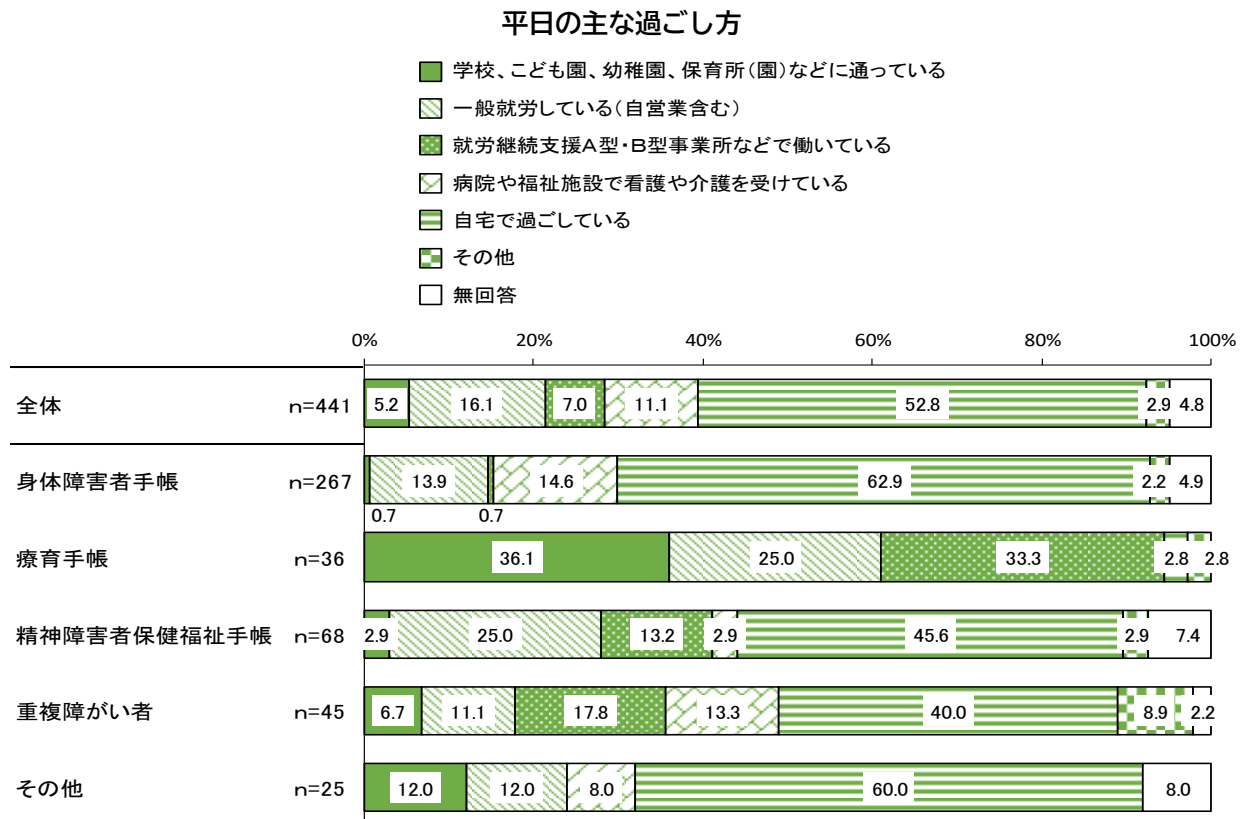 平日の主な過ごし方
学校、こども園、幼稚園、保育所（園）などに通っている
一般就労している（自営業含む）
就労継続支援Ａ型・Ｂ型事業所などで働いている
病院や福祉施設で看護や介護を受けている
自宅で過ごしている
その他
無回答
0% 20% 40% 60% 80% 100%
全体 n=441 5.2 16.1 7.0 11.1 52.8 2.9 4.8
身体障害者手帳 n=267 13.9 14.6 62.9 2.2 4.9
0.7 0.7
療育手帳 n=36 36.1 25.0 33.3 2.8 2.8
精神障害者保健福祉手帳 n=68 2.9 25.0 13.2 2.9 45.6 2.9 7.4
重複障がい者 n=45 6.7 11.1 17.8 13.3 40.0 8.9 2.2
その他 n=25 12.0 12.0 8.0 60.0 8.0